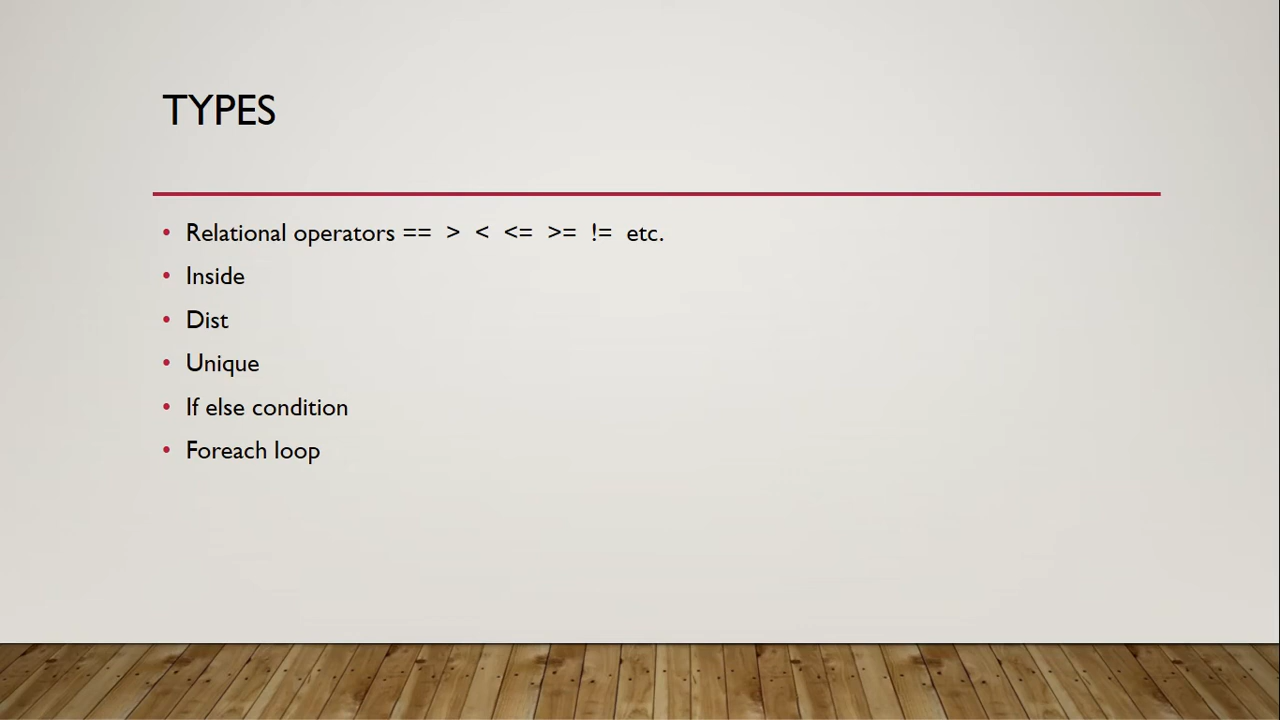 TYPES
• Relational operators == > < <= >= != etc.
• Inside
• Dist
• Unique
• If else condition
• Foreach loop